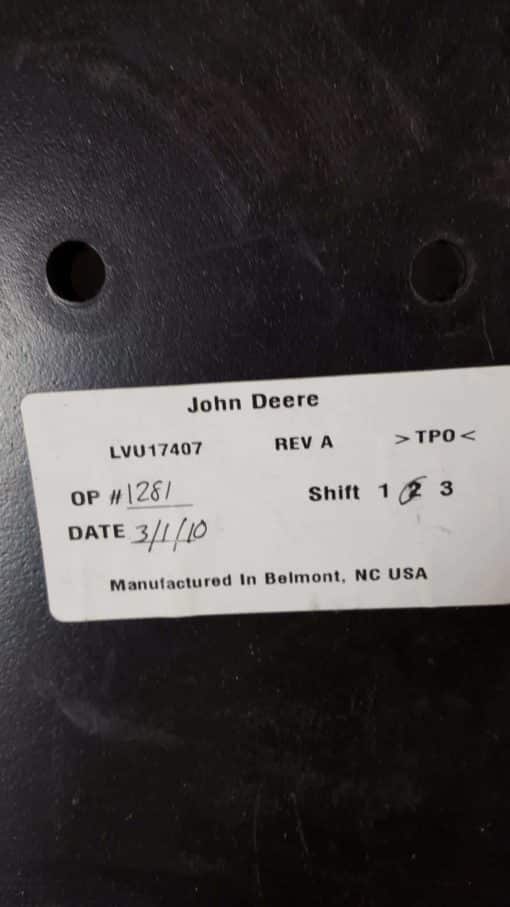 John Deere
LVU17407 REV A >TPO<
OP #1281 Shift 1 2 3
DATE 3/1/10
Manufactured In Belmont, NC USA